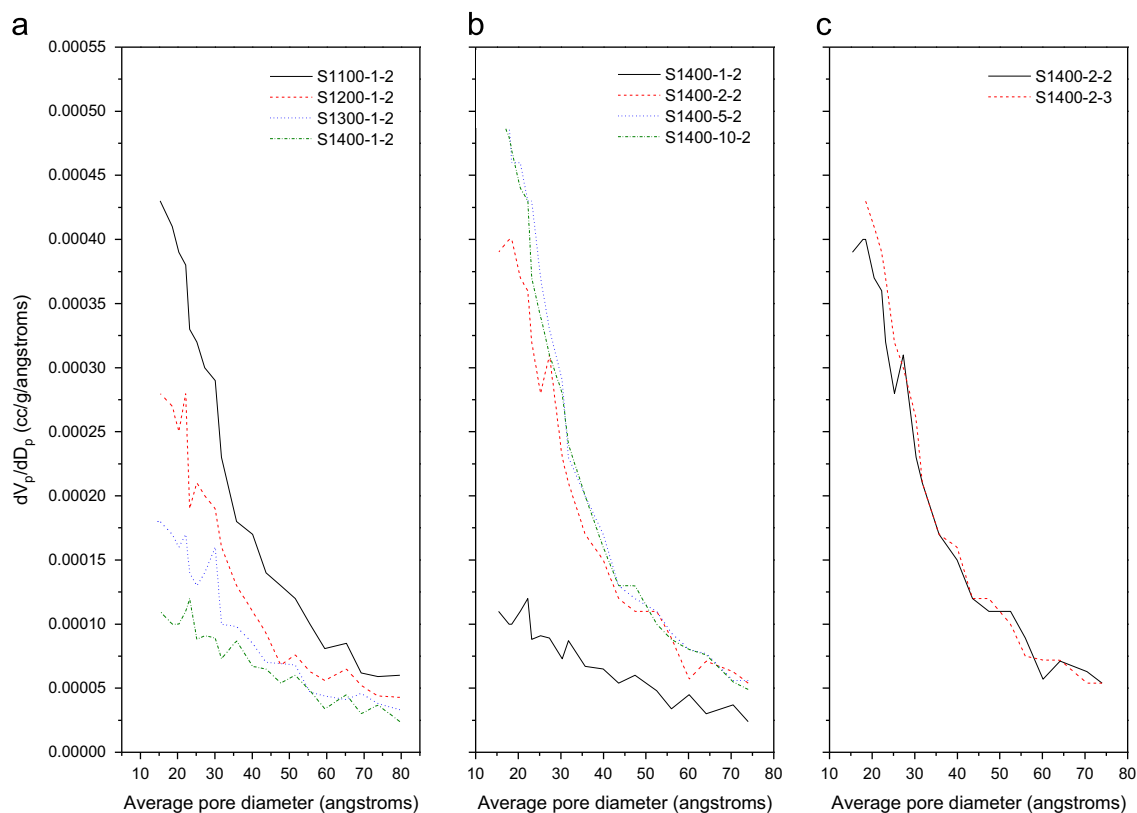 a
b
c
0.00055
0.00050
0.00045
0.00040
0.00035
0.00030
0.00025
0.00020
0.00015
0.00010
0.00005
0.00000
dVp/dDp (cc/g/angstroms)
S1100-1-2
S1200-1-2
S1300-1-2
S1400-1-2
10 20 30 40 50 60 70 80
Average pore diameter (angstroms)
S1400-1-2
S1400-2-2
S1400-5-2
S1400-10-2
10 20 30 40 50 60 70 80
Average pore diameter (angstroms)
S1400-2-2
S1400-2-3
10 20 30 40 50 60 70 80
Average pore diameter (angstroms)